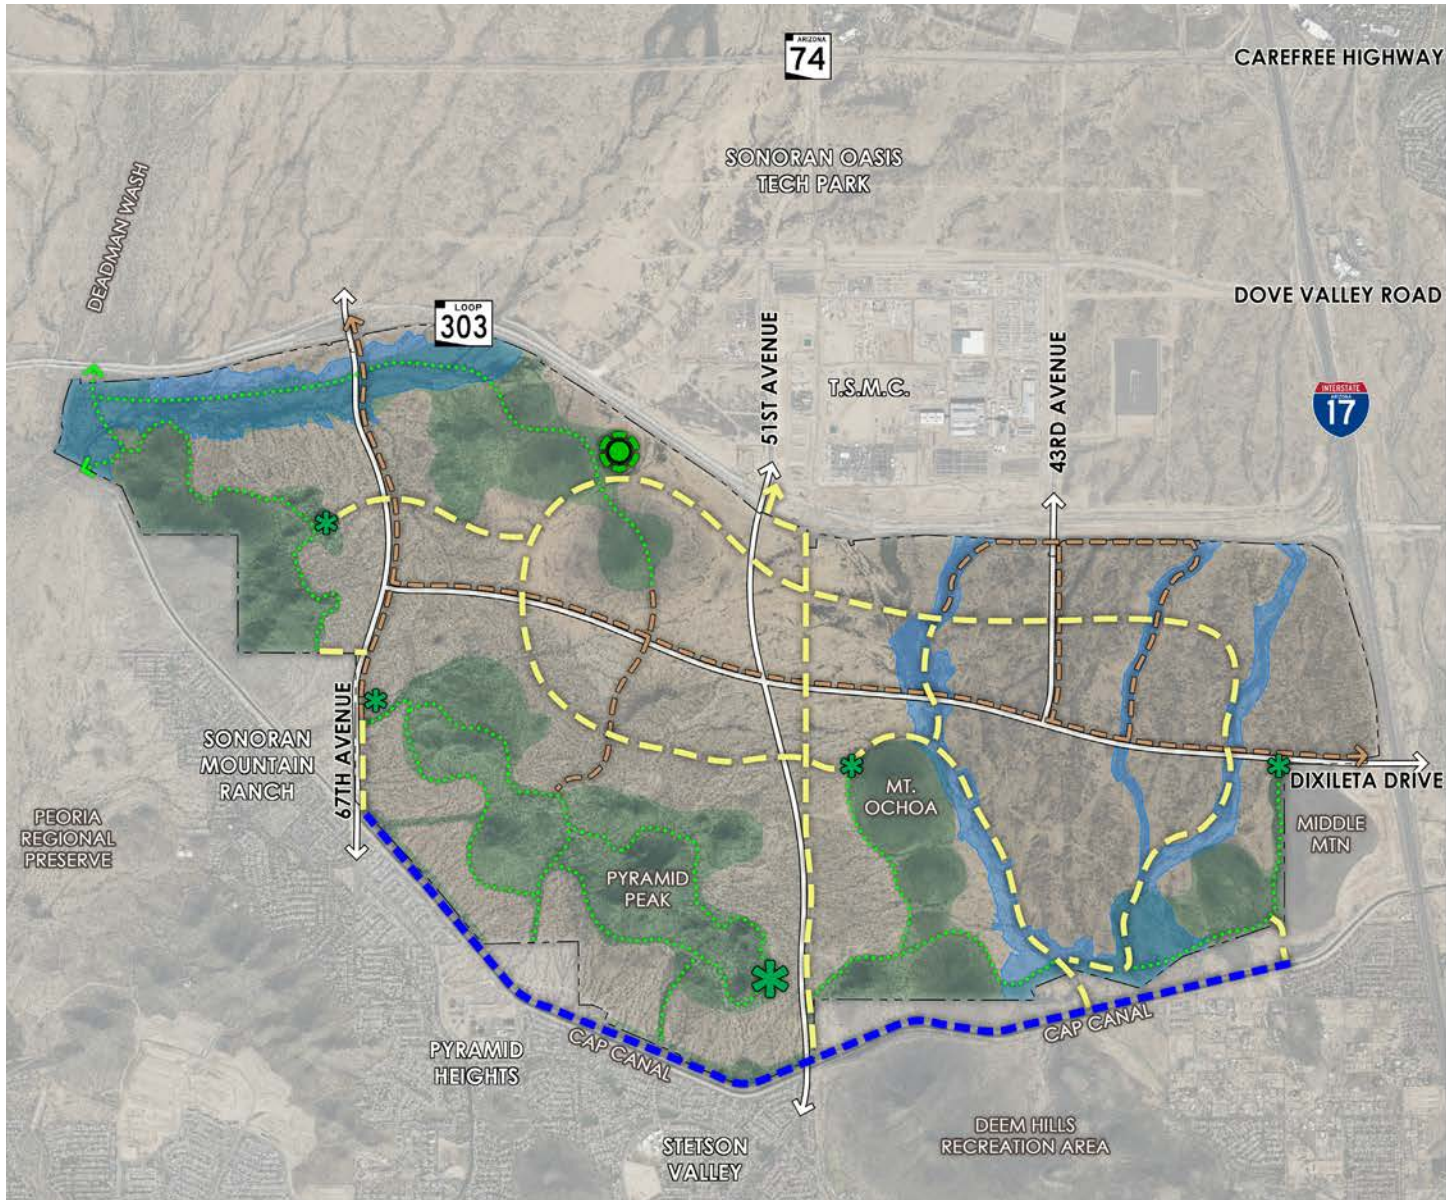 ARIZONA
74
CAREFREE HIGHWAY
SONORAN OASIS
TECH PARK
DEADMAN WASH
DOVE VALLEY ROAD
LOOP
303
51ST AVENUE
T.S.M.C.
43RD AVENUE
INTERSTATE
ARIZONA
17
67TH AVENUE
SONORAN
MOUNTAIN
RANCH
DIXILETA DRIVE
MT.
OCHOA
PEORIA
REGIONAL
PRESERVE
MIDDLE
MTN
PYRAMID
PEAK
CAP CANAL
CAP CANAL
PYRAMID
HEIGHTS
DEEM HILLS
RECREATION AREA
STETSON
VALLEY